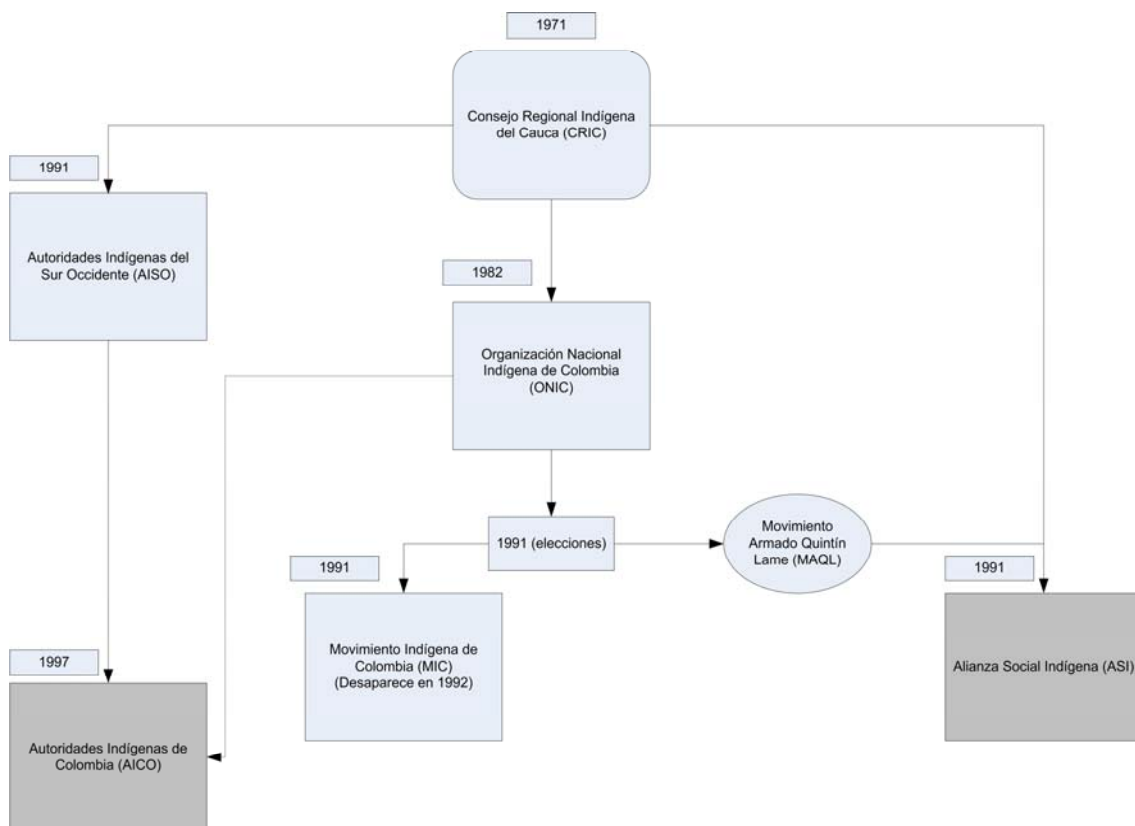 1971
Consejo Regional Indígena
del Cauca (CRIC)
1991
Autoridades Indígenas del
Sur Occidente (AISO)
1982
Organización Nacional
Indígena de Colombia
(ONIC)
1991 (elecciones)
Movimiento
Armado Quintín
Lame (MAQL)
1991
Movimiento Indígena de
Colombia (MIC)
(Desaparece en 1992)
1991
Alianza Social Indígena (ASI)
1997
Autoridades Indígenas de
Colombia (AICO)